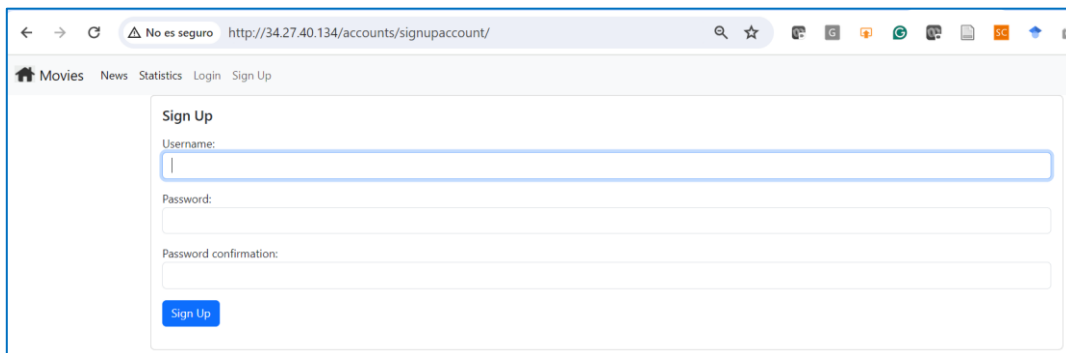 No es seguro http://34.27.40.134/accounts/signupaccount/ G SC
Movies News Statistics Login Sign Up
Sign Up
Username:
Password:
Password confirmation:
Sign Up